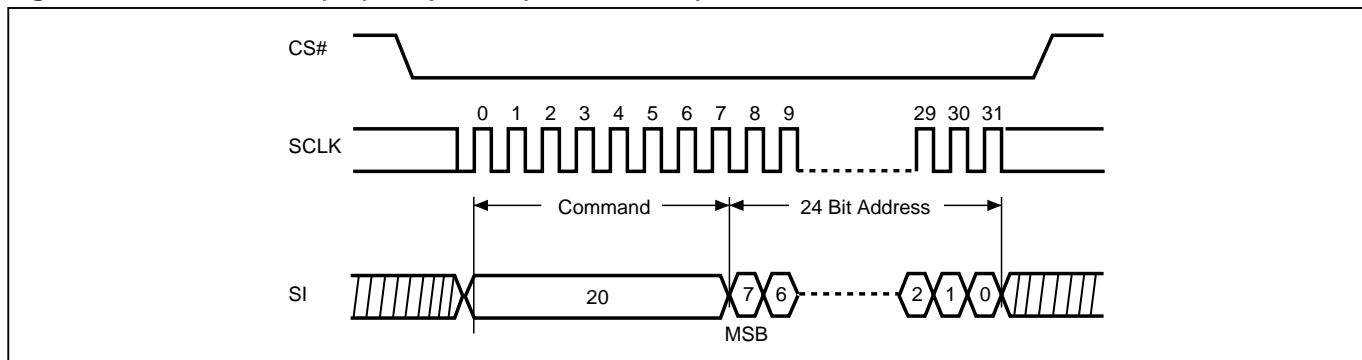 CS#
0 1 2 3 4 5 6 7 8 9 29 30 31
SCLK
Command 24 Bit Address
SI 20 7 6 2 1 0
MSB